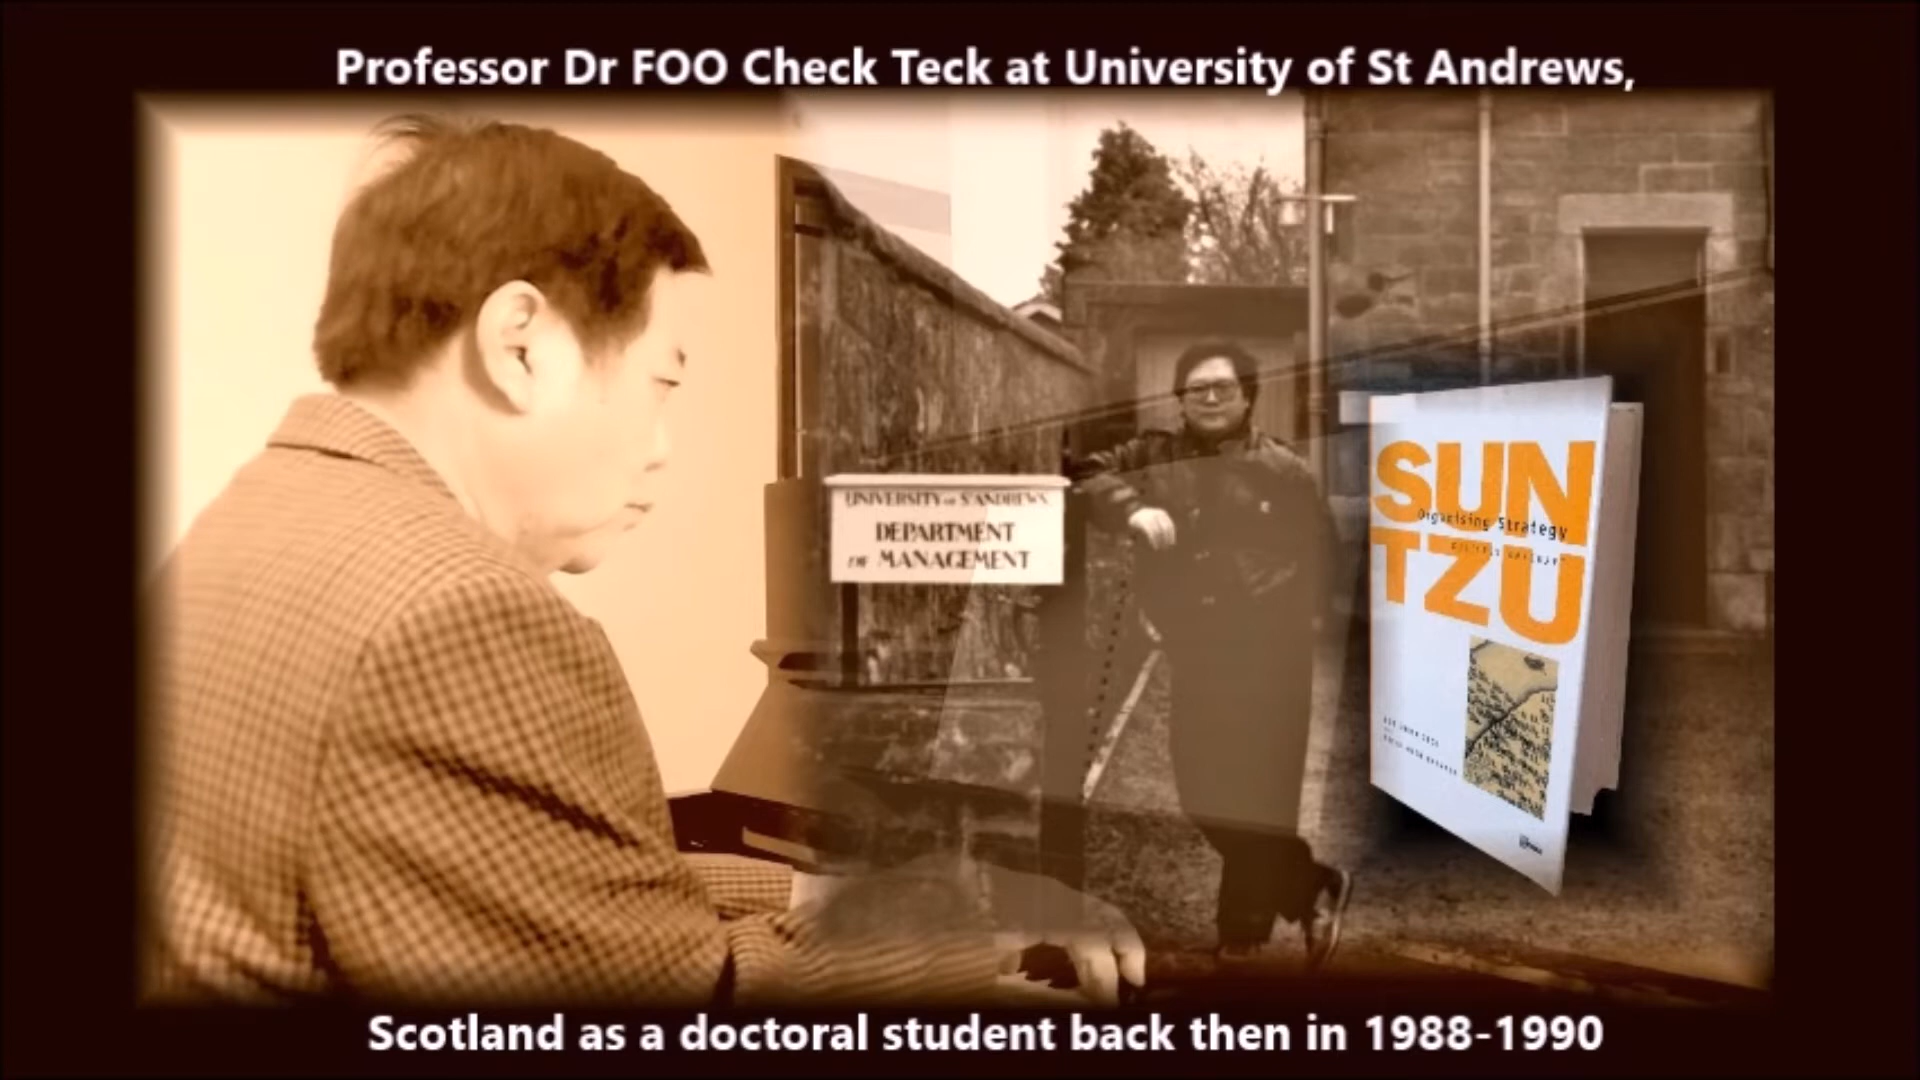 Professor Dr FOO Check Teck at University of St Andrews,
UNIVERSITY OF ST ANDREWS
DEPARTMENT
OF MANAGEMENT
SUN
Organising Strategy
TZU
Scotland as a doctoral student back then in 1988-1990